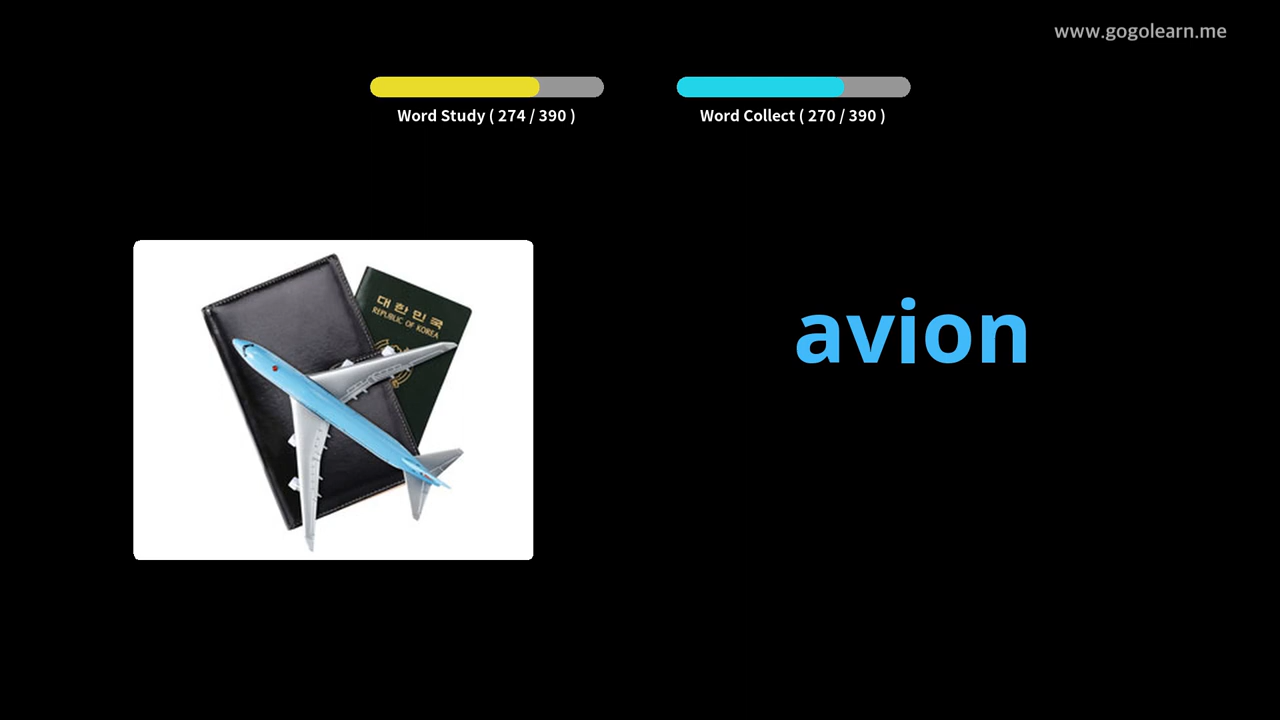 www.gogolearn.me
Word Study ( 274 / 390 )
Word Collect ( 270 / 390 )
대한민국
REPUBLIC OF KOREA
avion